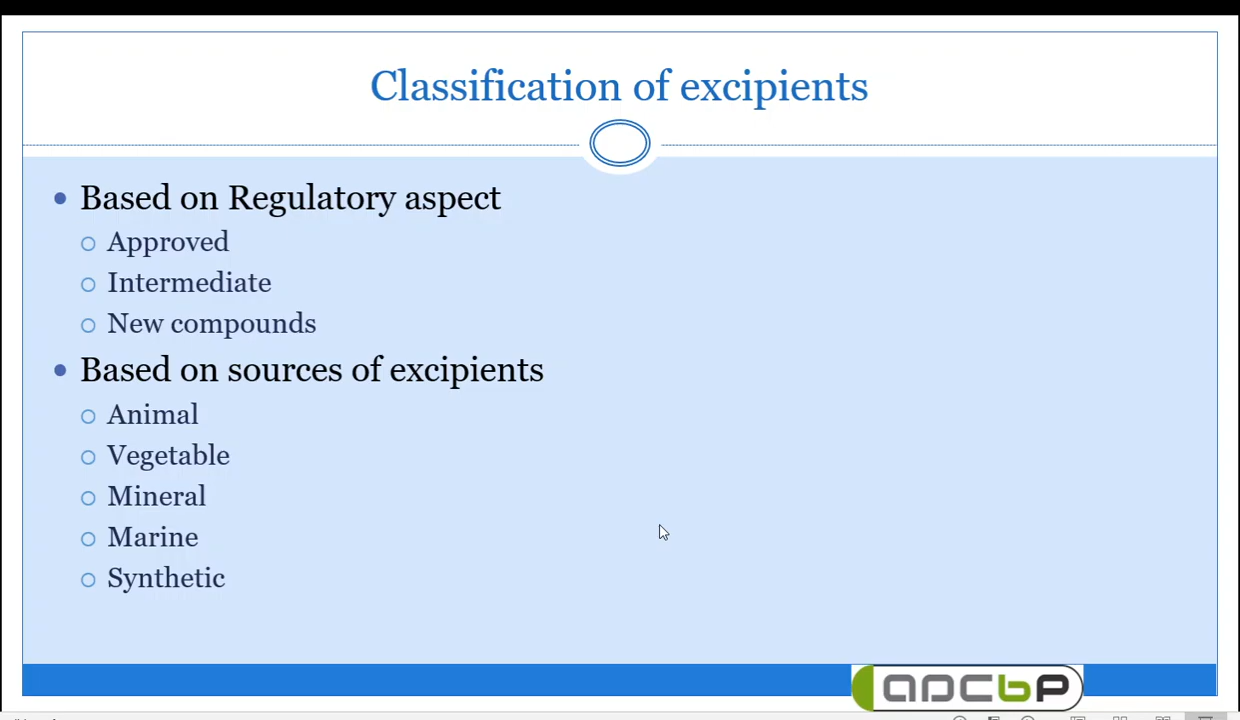 Classification of excipients
Based on Regulatory aspect
Approved
Intermediate
New compounds
Based on sources of excipients
Animal
Vegetable
Mineral
Marine
Synthetic